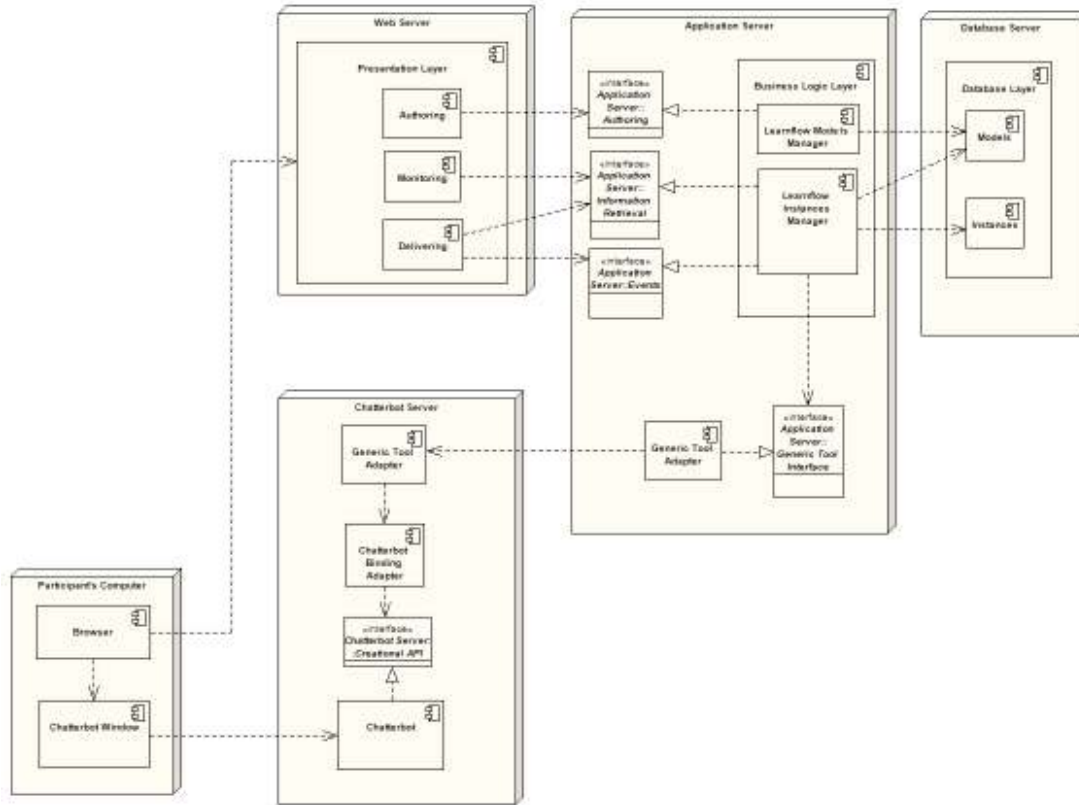 Web Server
Presentation Layer
Authoring
Monitoring
Delivering
Application Server
«interface»
Application
Server::
Authoring
«interface»
Application
Server::
Information
Retrieval
«interface»
Application
Server::Events
Business Logic Layer
Learnflow Models
Manager
Learnflow
Instances
Manager
Generic Tool
Adapter
«interface»
Application
Server::
Generic Tool
Interface
Database Server
Database Layer
Models
Instances
Chatterbot Server
Generic Tool
Adapter
Chatterbot
Binding
Adapter
«interface»
Chatterbot Server:
:Creational API
Chatterbot
Participant's Computer
Browser
Chatterbot Window